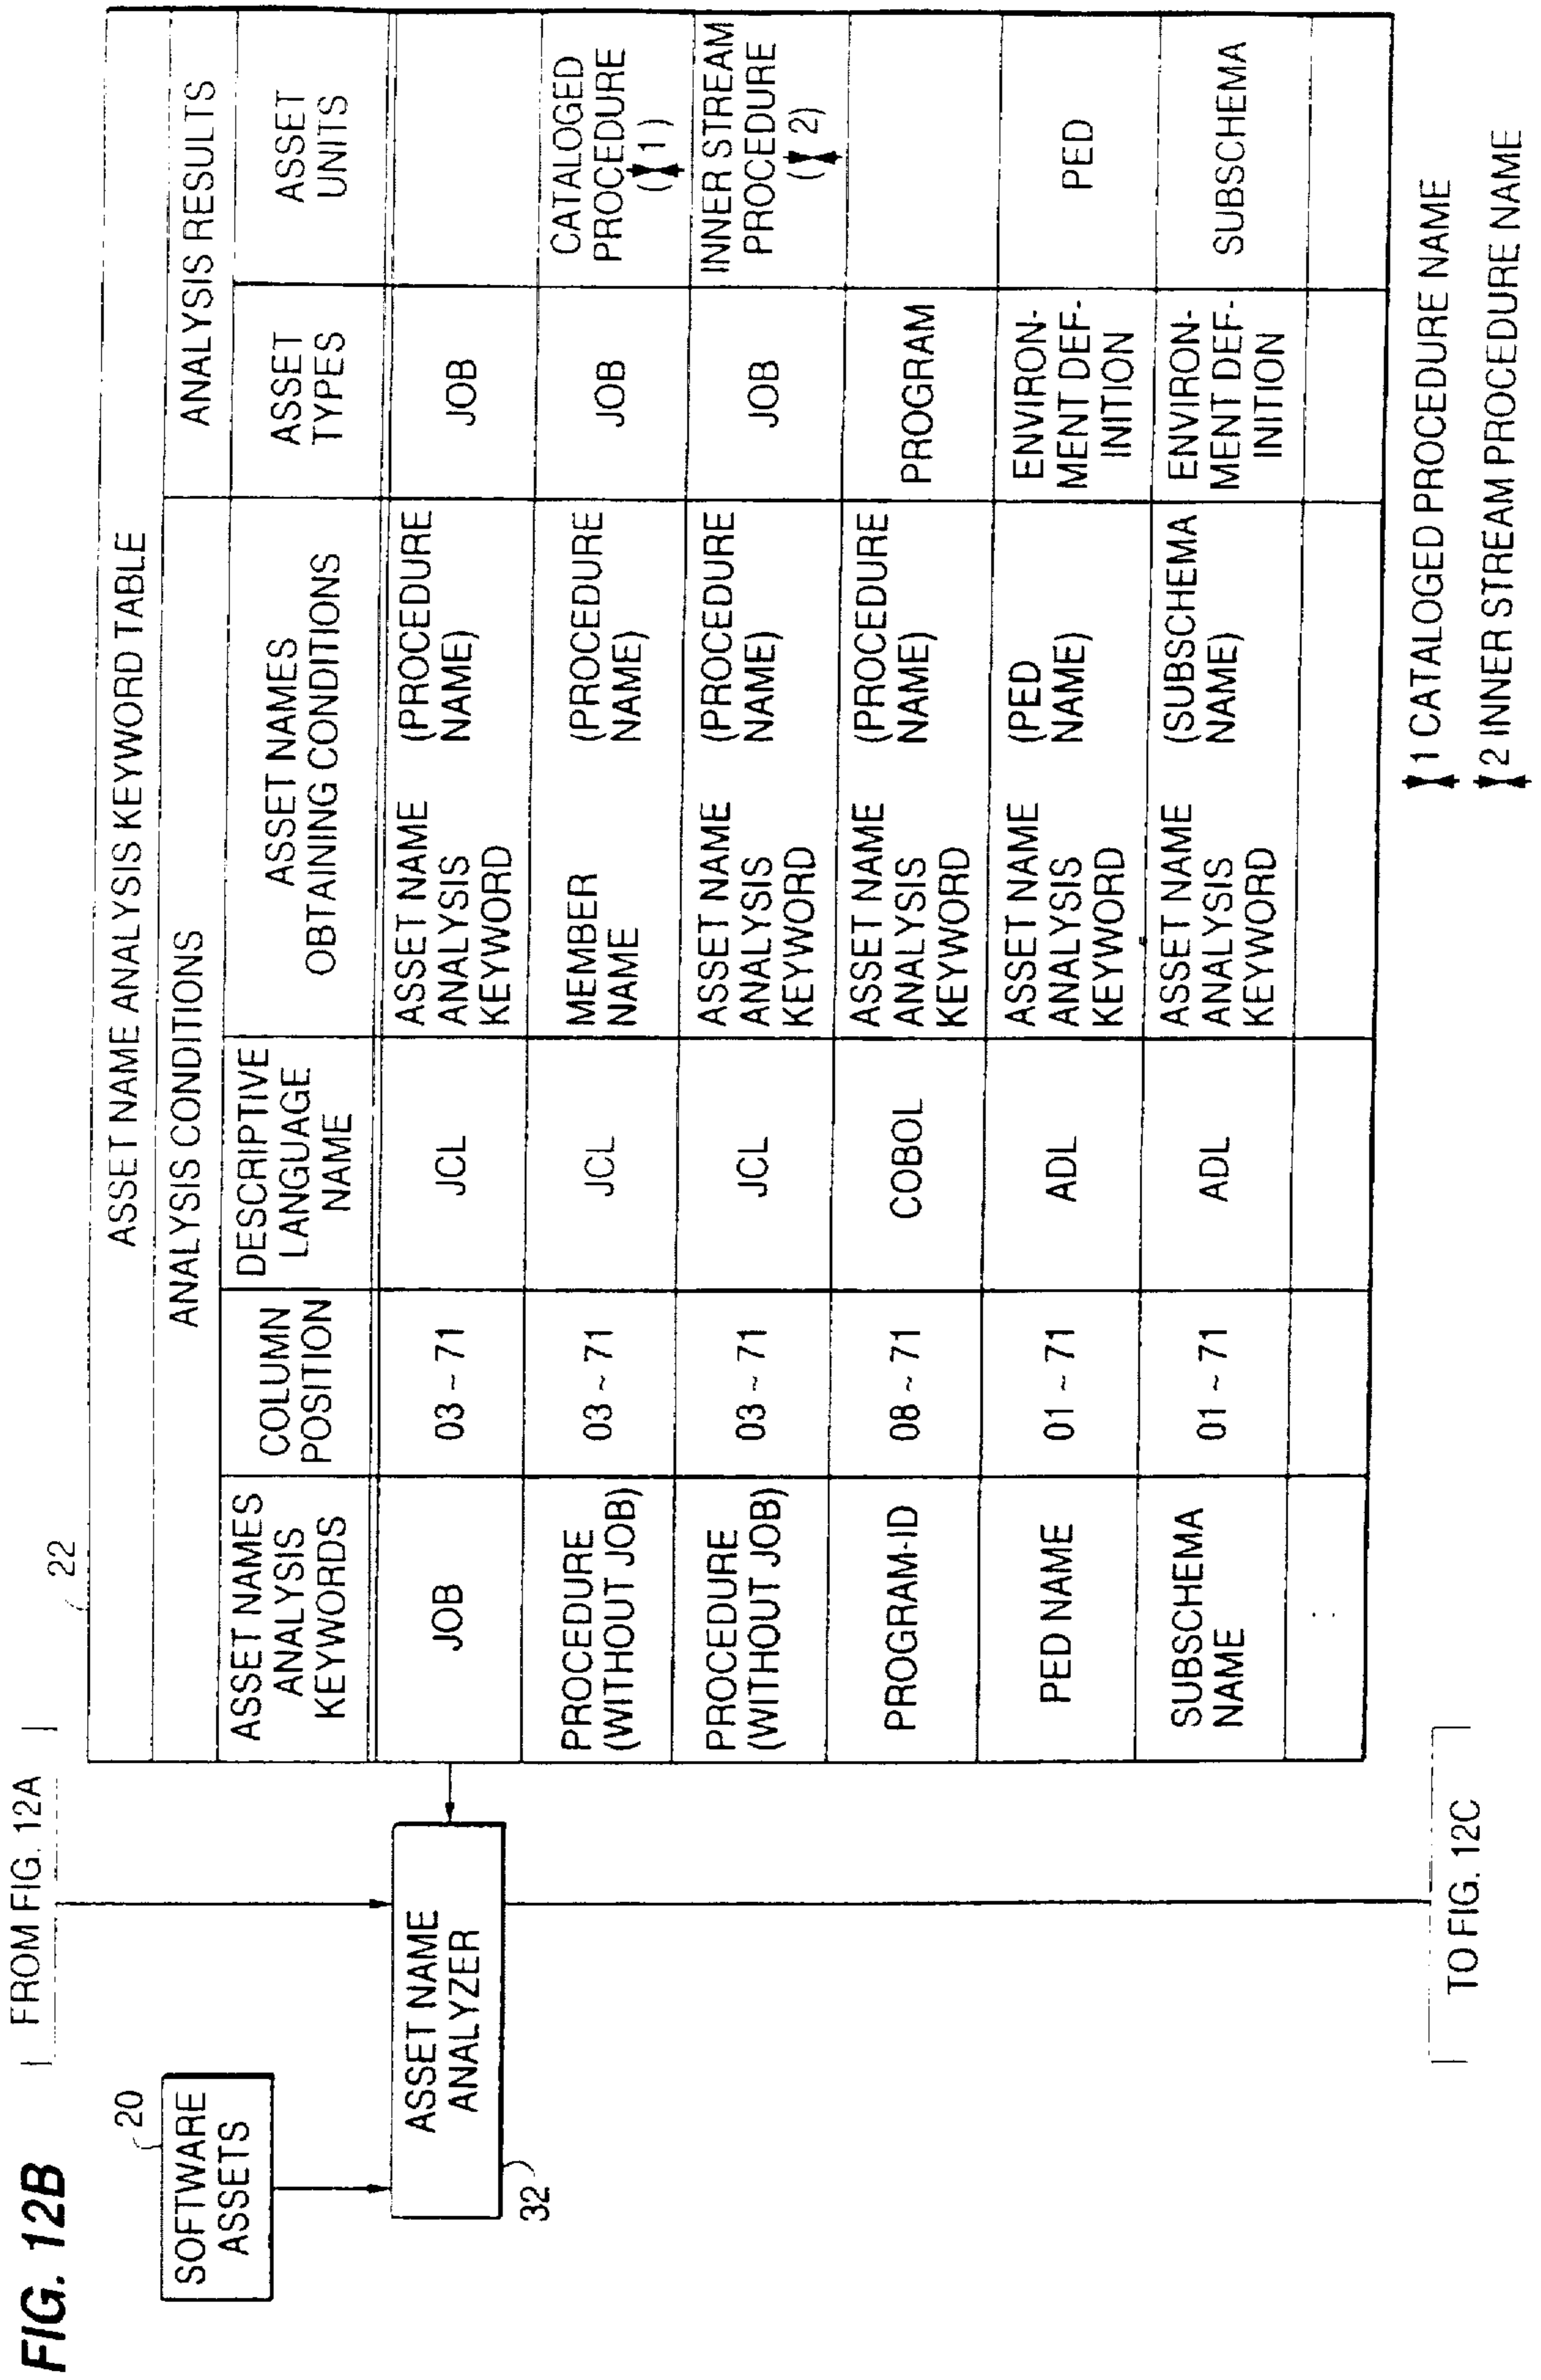 FIG. 12B
FROM FIG. 12A
20
SOFTWARE
ASSETS
ASSET NAME
ANALYZER
32
TO FIG. 12C
22
ASSET NAME ANALYSIS KEYWORD TABLE
ANALYSIS CONDITIONS
ANALYSIS RESULTS
ASSET NAMES
ANALYSIS
KEYWORDS
COLUMN
POSITION
DESCRIPTIVE
LANGUAGE
NAME
ASSET NAMES
OBTAINING CONDITIONS
ASSET
TYPES
ASSET
UNITS
JOB
03 ~ 71
JCL
ASSET NAME
ANALYSIS
KEYWORD
(PROCEDURE
NAME)
JOB
PROCEDURE
(WITHOUT JOB)
03 ~ 71
JCL
MEMBER
NAME
(PROCEDURE
NAME)
JOB
CATALOGED
PROCEDURE
( 1 )
PROCEDURE
(WITHOUT JOB)
03 ~ 71
JCL
ASSET NAME
ANALYSIS
KEYWORD
(PROCEDURE
NAME)
JOB
INNER STREAM
PROCEDURE
( 2)
PROGRAM-ID
08 ~ 71
COBOL
ASSET NAME
ANALYSIS
KEYWORD
(PROCEDURE
NAME)
PROGRAM
PED NAME
01 ~ 71
ADL
ASSET NAME
ANALYSIS
KEYWORD
(PED
NAME)
ENVIRON-
MENT DEF-
INITION
PED
SUBSCHEMA
NAME
01 ~ 71
ADL
ASSET NAME
ANALYSIS
KEYWORD
(SUBSCHEMA
NAME)
ENVIRON-
MENT DEF-
INITION
SUBSCHEMA
:
1 CATALOGED PROCEDURE NAME
2 INNER STREAM PROCEDURE NAME